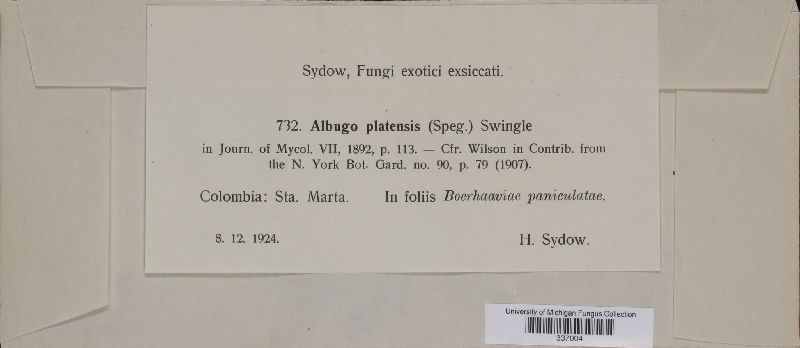 Sydow, Fungi exotici exsiccati.
732. Albugo platensis (Speg.) Swingle
in Journ. of Mycol. VII, 1892, p. 113. — Cfr. Wilson in Contrib. from
the N. York Bot. Gard. no. 90, p. 79 (1907).
Colombia: Sta. Marta. In foliis Boerhaaviae paniculatae.
8. 12. 1924. H. Sydow.
University of Michigan Fungus Collection
337004